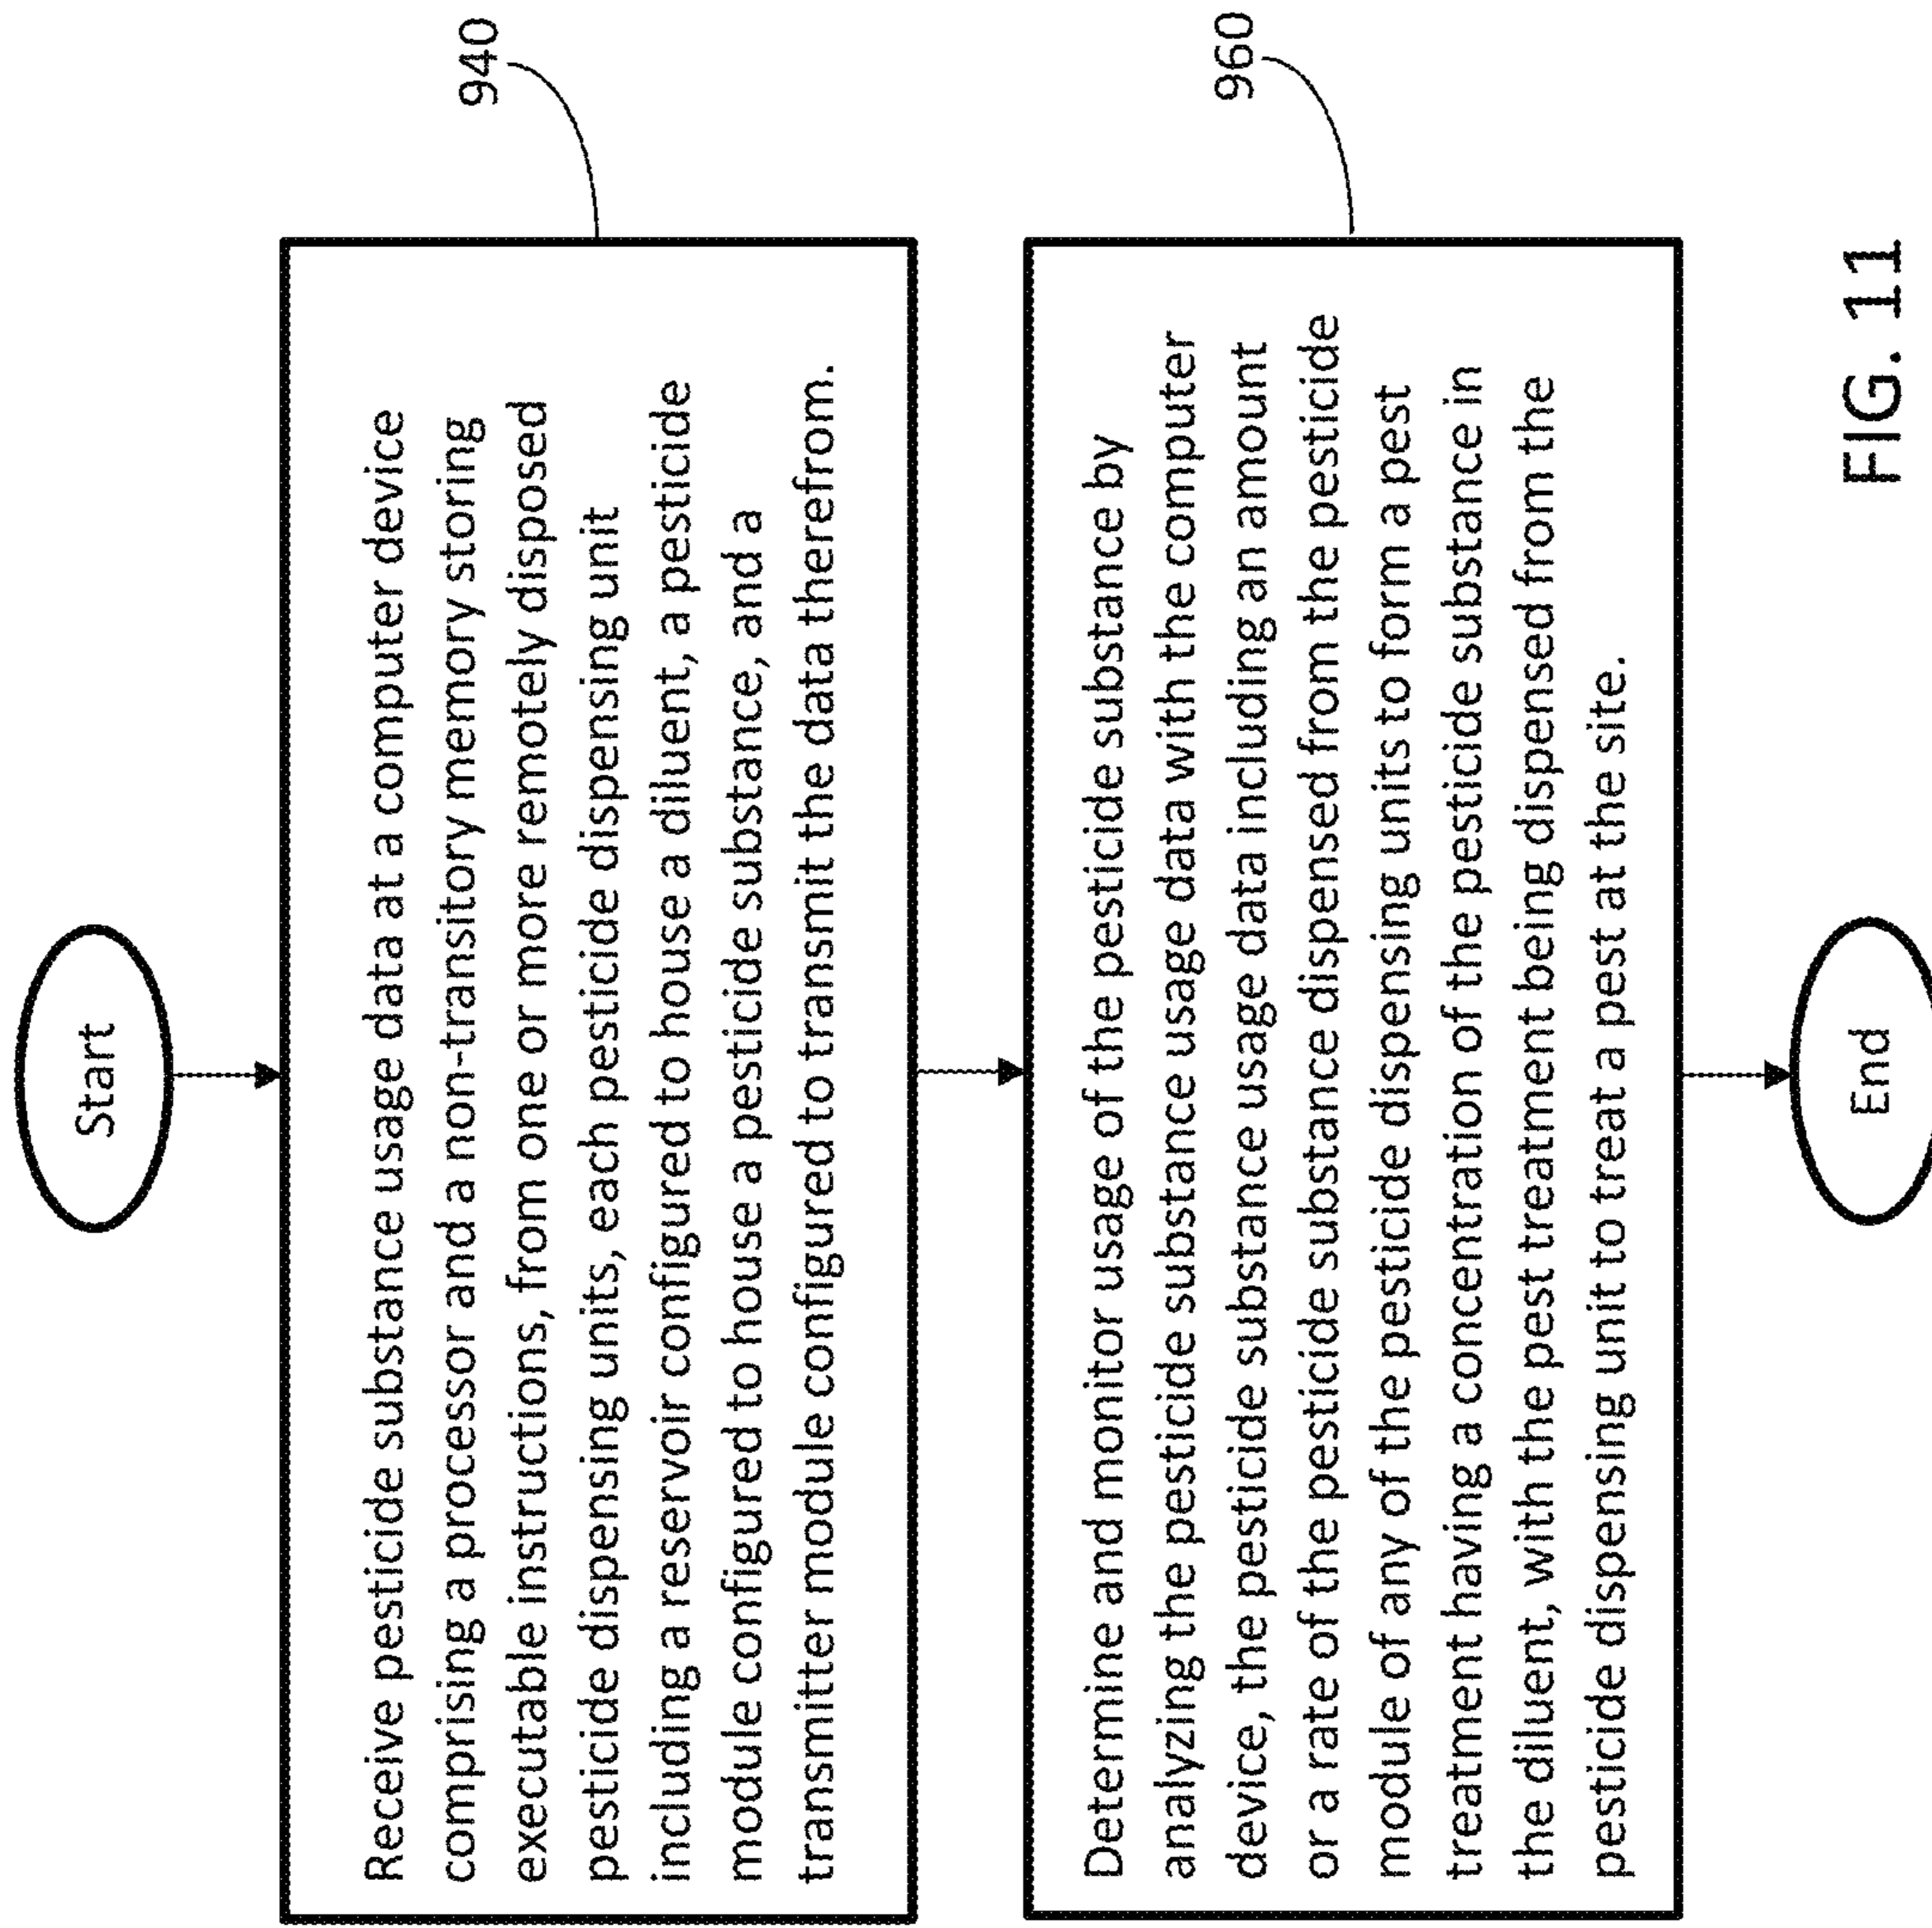 Start
940
Receive pesticide substance usage data at a computer device
comprising a processor and a non-transitory memory storing
executable instructions, from one or more remotely disposed
pesticide dispensing units, each pesticide dispensing unit
including a reservoir configured to house a diluent, a pesticide
module configured to house a pesticide substance, and a
transmitter module configured to transmit the data therefrom.
960
Determine and monitor usage of the pesticide substance by
analyzing the pesticide substance usage data with the computer
device, the pesticide substance usage data including an amount
or a rate of the pesticide substance dispensed from the pesticide
module of any of the pesticide dispensing units to form a pest
treatment having a concentration of the pesticide substance in
the diluent, with the pest treatment being dispensed from the
pesticide dispensing unit to treat a pest at the site.
End
FIG. 11